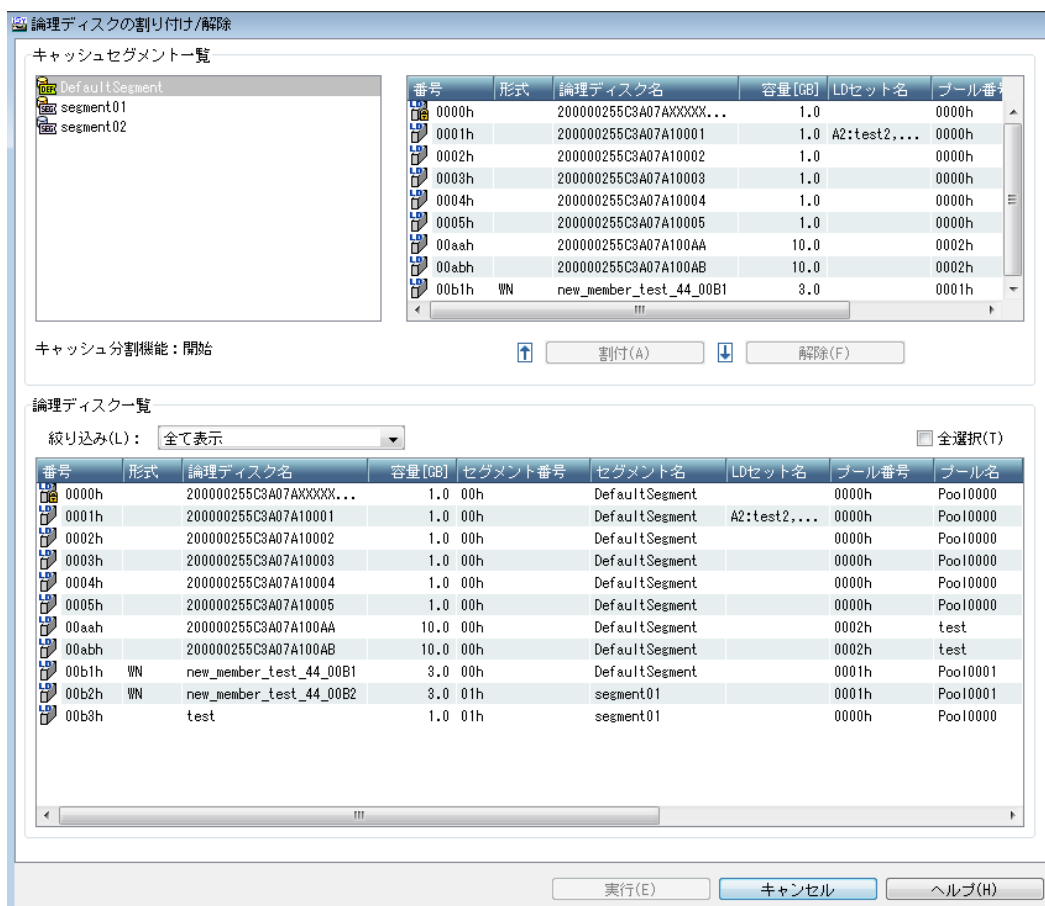 論理ディスクの割り付け/解除
キャッシュセグメント一覧
DefaultSegment
segment01
segment02
番号 形式 論理ディスク名 容量[GB] LDセット名 プール番号
0000h 200000255C3A07AXXXXX... 1.0 0000h
0001h 200000255C3A07A10001 1.0 A2:test2,... 0000h
0002h 200000255C3A07A10002 1.0 0000h
0003h 200000255C3A07A10003 1.0 0000h
0004h 200000255C3A07A10004 1.0 0000h
0005h 200000255C3A07A10005 1.0 0000h
00aah 200000255C3A07A100AA 10.0 0002h
00abh 200000255C3A07A100AB 10.0 0002h
00b1h WN new_member_test_44_00B1 3.0 0001h
キャッシュ分割機能：開始
割付(A) 解除(F)
論理ディスク一覧
絞り込み(L)： 全て表示 全選択(T)
番号 形式 論理ディスク名 容量[GB] セグメント番号 セグメント名 LDセット名 プール番号 プール名
0000h 200000255C3A07AXXXXX... 1.0 00h DefaultSegment 0000h Pool0000
0001h 200000255C3A07A10001 1.0 00h DefaultSegment A2:test2,... 0000h Pool0000
0002h 200000255C3A07A10002 1.0 00h DefaultSegment 0000h Pool0000
0003h 200000255C3A07A10003 1.0 00h DefaultSegment 0000h Pool0000
0004h 200000255C3A07A10004 1.0 00h DefaultSegment 0000h Pool0000
0005h 200000255C3A07A10005 1.0 00h DefaultSegment 0000h Pool0000
00aah 200000255C3A07A100AA 10.0 00h DefaultSegment 0002h test
00abh 200000255C3A07A100AB 10.0 00h DefaultSegment 0002h test
00b1h WN new_member_test_44_00B1 3.0 00h DefaultSegment 0001h Pool0001
00b2h WN new_member_test_44_00B2 3.0 01h segment01 0001h Pool0001
00b3h test 1.0 01h segment01 0000h Pool0000
実行(E) キャンセル ヘルプ(H)